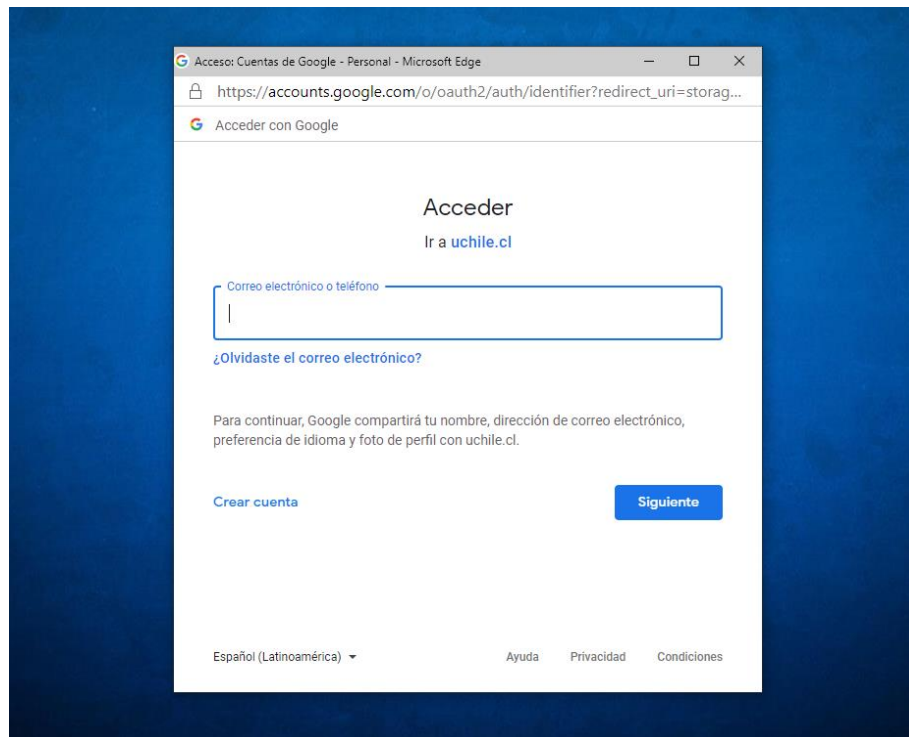 Acceso: Cuentas de Google - Personal - Microsoft Edge
https://accounts.google.com/o/oauth2/auth/identifier?redirect_uri=storag...
Acceder con Google
Acceder
Ir a uchile.cl
Correo electrónico o teléfono
¿Olvidaste el correo electrónico?
Para continuar, Google compartirá tu nombre, dirección de correo electrónico,
preferencia de idioma y foto de perfil con uchile.cl.
Crear cuenta
Siguiente
Español (Latinoamérica)
Ayuda Privacidad Condiciones